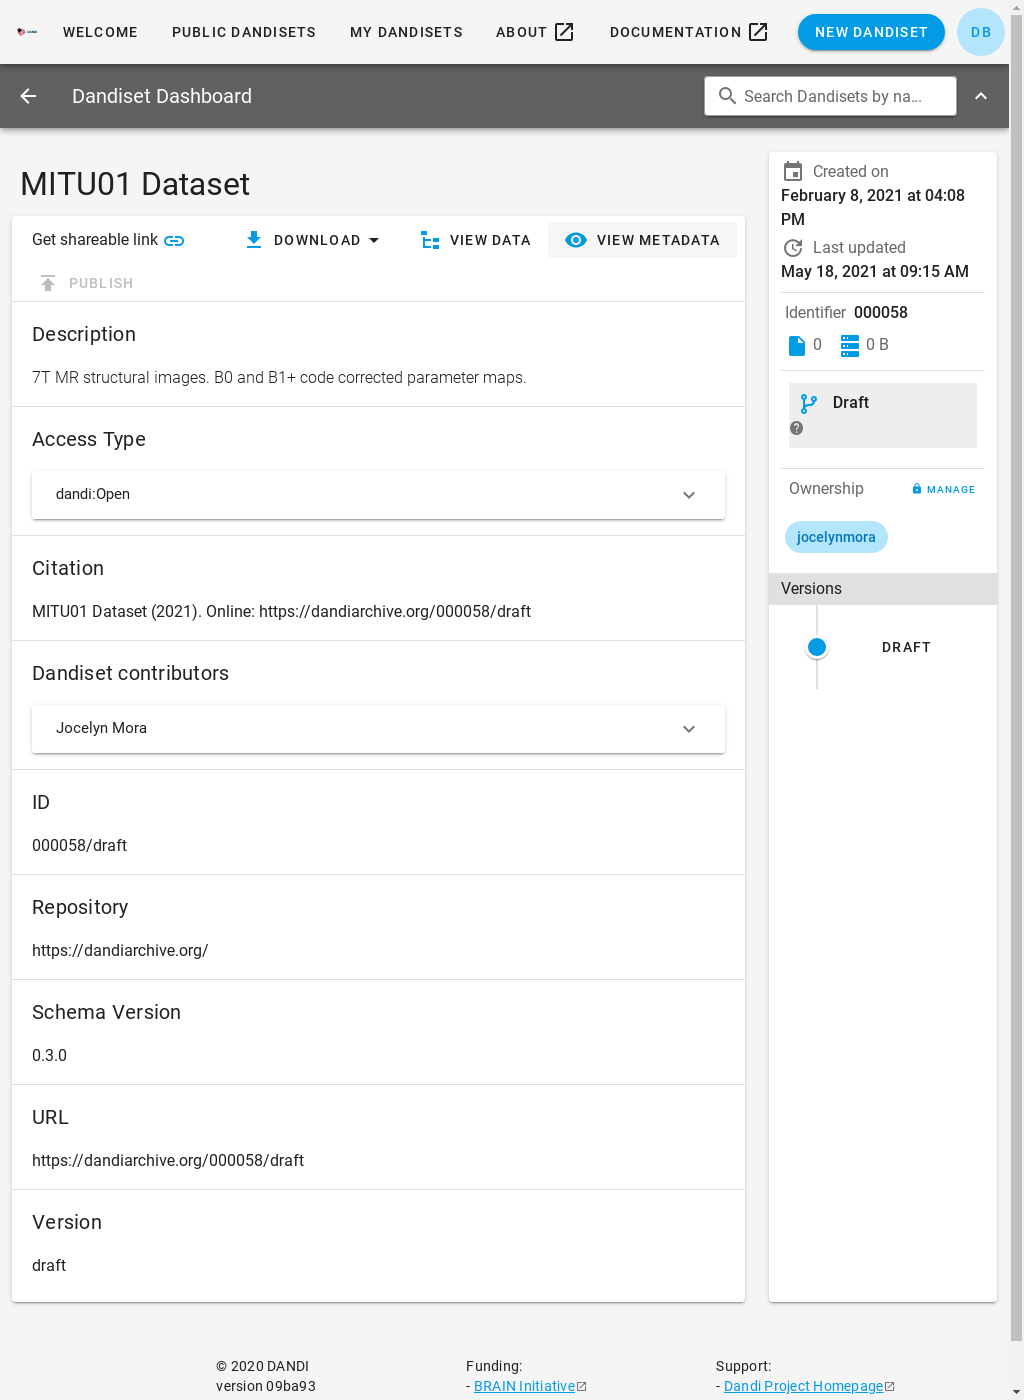 DANDI
WELCOME
PUBLIC DANDISETS
MY DANDISETS
ABOUT
DOCUMENTATION
NEW DANDISET
DB
Dandiset Dashboard
Search Dandisets by na...
MITU01 Dataset
Get shareable link
DOWNLOAD
VIEW DATA
VIEW METADATA
PUBLISH
Description
7T MR structural images. B0 and B1+ code corrected parameter maps.
Access Type
dandi:Open
Citation
MITU01 Dataset (2021). Online: https://dandiarchive.org/000058/draft
Dandiset contributors
Jocelyn Mora
ID
000058/draft
Repository
https://dandiarchive.org/
Schema Version
0.3.0
URL
https://dandiarchive.org/000058/draft
Version
draft
Created on
February 8, 2021 at 04:08
PM
Last updated
May 18, 2021 at 09:15 AM
Identifier 000058
0 0 B
Draft
Ownership
MANAGE
jocelynmora
Versions
DRAFT
© 2020 DANDI
version 09ba93
Funding:
- BRAIN Initiative
Support:
- Dandi Project Homepage